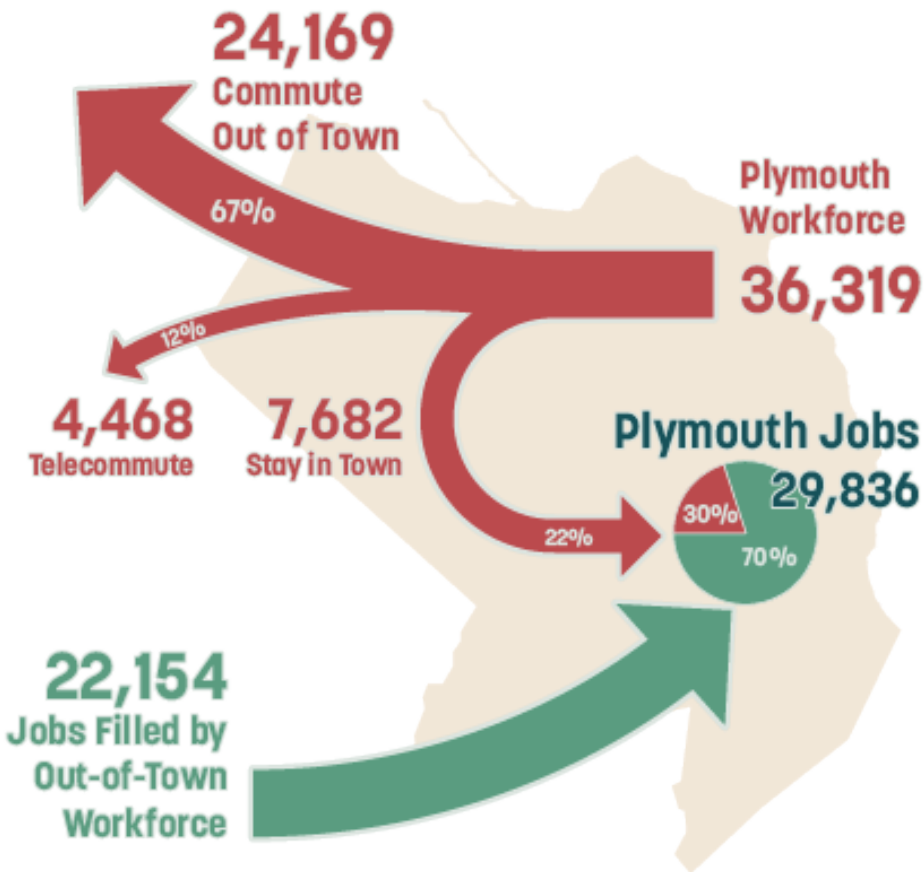 24,169
Commute
Out of Town
67%
Plymouth
Workforce
36,319
12%
4,468
Telecommute
7,682
Stay in Town
22%
Plymouth Jobs
29,836
30%
70%
22,154
Jobs Filled by
Out-of-Town
Workforce